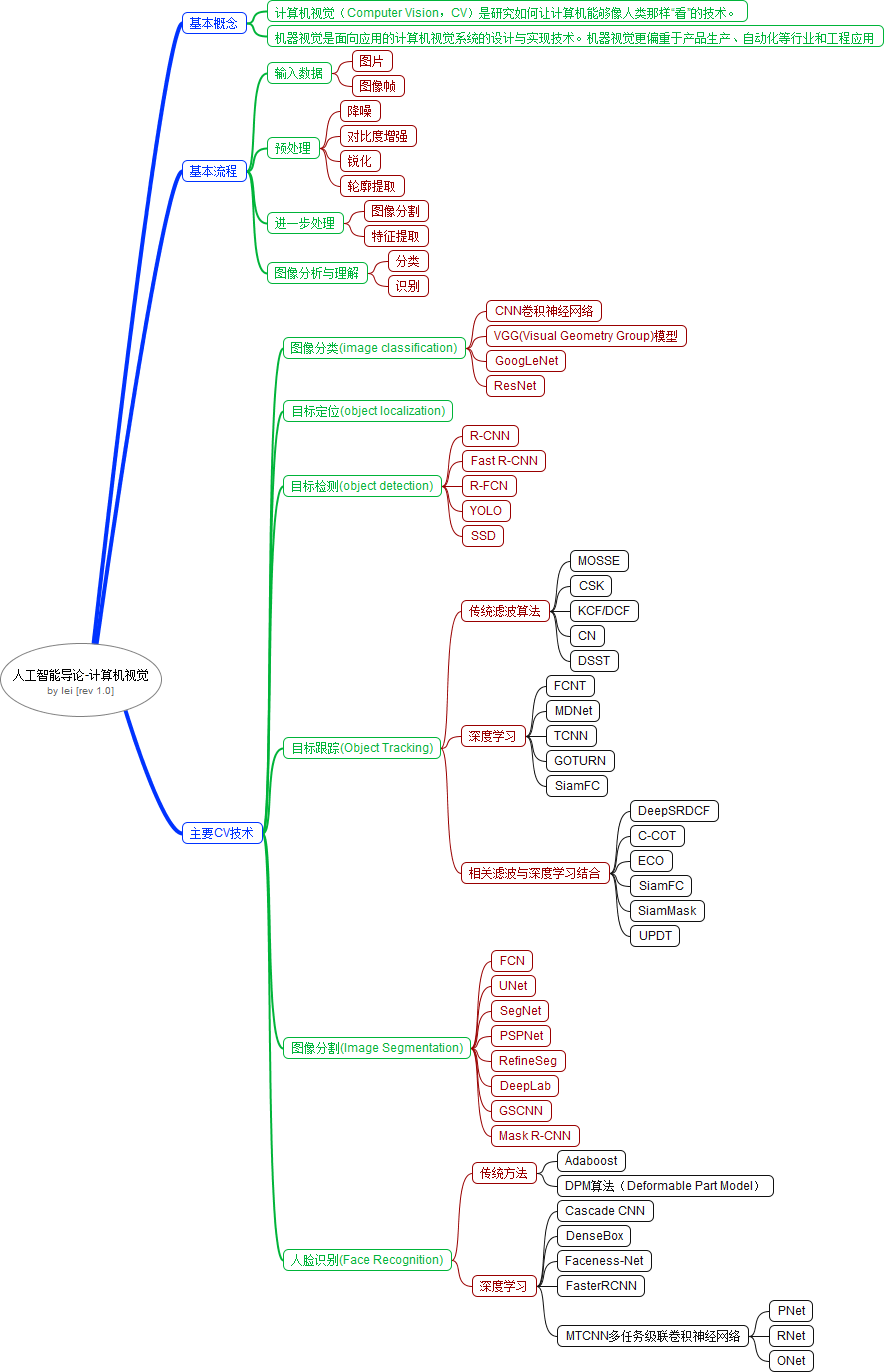 人工智能导论-计算机视觉
by lei [rev 1.0]
基本概念
计算机视觉（Computer Vision，CV）是研究如何让计算机能够像人类那样“看”的技术。
机器视觉是面向应用的计算机视觉系统的设计与实现技术。机器视觉更偏重于产品生产、自动化等行业和工程应用
基本流程
输入数据
图片
图像帧
预处理
降噪
对比度增强
锐化
轮廓提取
进一步处理
图像分割
特征提取
图像分析与理解
分类
识别
主要CV技术
图像分类(image classification)
CNN卷积神经网络
VGG(Visual Geometry Group)模型
GoogLeNet
ResNet
目标定位(object localization)
目标检测(object detection)
R-CNN
Fast R-CNN
R-FCN
YOLO
SSD
目标跟踪(Object Tracking)
传统滤波算法
MOSSE
CSK
KCF/DCF
CN
DSST
深度学习
FCNT
MDNet
TCNN
GOTURN
SiamFC
相关滤波与深度学习结合
DeepSRDCF
C-COT
ECO
SiamFC
SiamMask
UPDT
图像分割(Image Segmentation)
FCN
UNet
SegNet
PSPNet
RefineSeg
DeepLab
GSCNN
Mask R-CNN
人脸识别(Face Recognition)
传统方法
Adaboost
DPM算法（Deformable Part Model）
深度学习
Cascade CNN
DenseBox
Faceness-Net
FasterRCNN
MTCNN多任务级联卷积神经网络
PNet
RNet
ONet